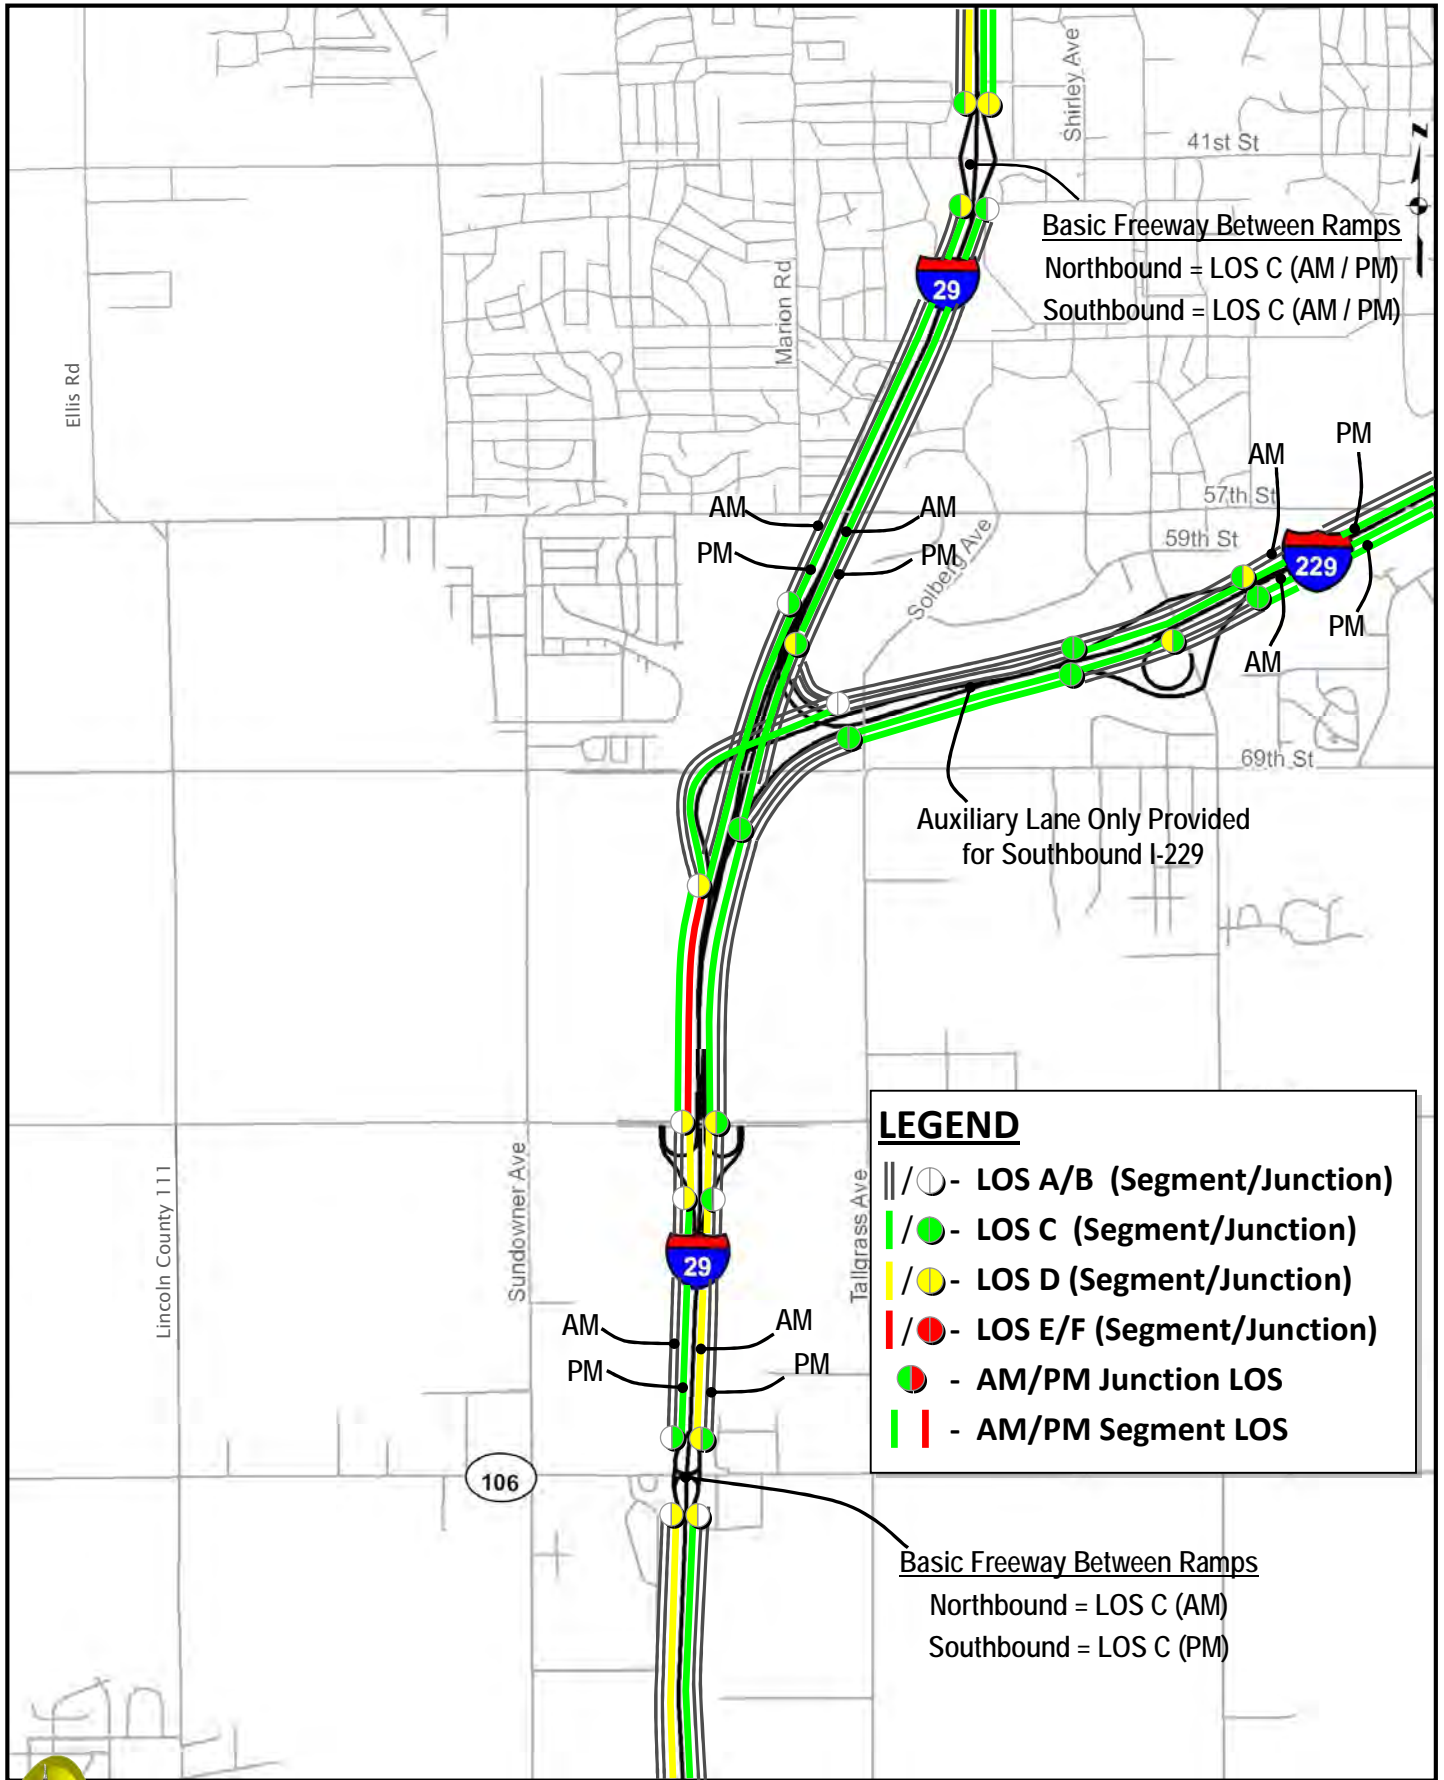 Shirley Ave
41st St
N
Basic Freeway Between Ramps
Northbound = LOS C (AM / PM)
Southbound = LOS C (AM / PM)
29
Marion Rd
Ellis Rd
PM
AM
57th St
59th St
229
AM
AM
PM
PM
Solberg Ave
PM
AM
69th St
Auxiliary Lane Only Provided
for Southbound I-229
LEGEND
/ - LOS A/B (Segment/Junction)
/ - LOS C (Segment/Junction)
/ - LOS D (Segment/Junction)
/ - LOS E/F (Segment/Junction)
- AM/PM Junction LOS
- AM/PM Segment LOS
Lincoln County 111
Sundowner Ave
Tallgrass Ave
29
AM
AM
PM
PM
106
Basic Freeway Between Ramps
Northbound = LOS C (AM)
Southbound = LOS C (PM)